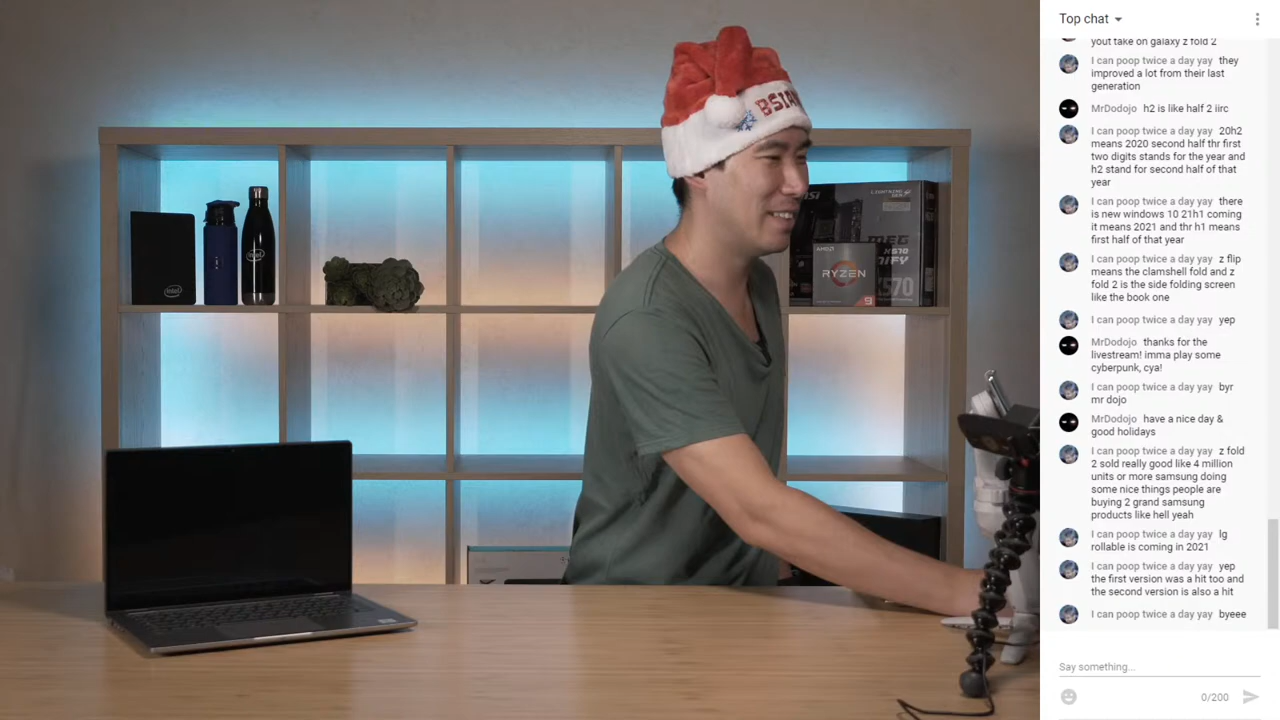 BSIAN
intel
intel
msi
LIGHTNING
MEG
X570
UNIFY
X570
AMD
RYZEN
9
Top chat
yout take on galaxy z fold 2
I can poop twice a day yay they
improved a lot from their last
generation
MrDodojo h2 is like half 2 iirc
I can poop twice a day yay 20h2
means 2020 second half thr first
two digits stands for the year and
h2 stand for second half of that
year
I can poop twice a day yay there
is new windows 10 21h1 coming
it means 2021 and thr h1 means
first half of that year
I can poop twice a day yay z flip
means the clamshell fold and z
fold 2 is the side folding screen
like the book one
I can poop twice a day yay yep
MrDodojo thanks for the
livestream! imma play some
cyberpunk, cya!
I can poop twice a day yay byr
mr dojo
MrDodojo have a nice day &
good holidays
I can poop twice a day yay z fold
2 sold really good like 4 million
units or more samsung doing
some nice things people are
buying 2 grand samsung
products like hell yeah
I can poop twice a day yay lg
rollable is coming in 2021
I can poop twice a day yay yep
the first version was a hit too and
the second version is also a hit
I can poop twice a day yay byeee
Say something...
0/200